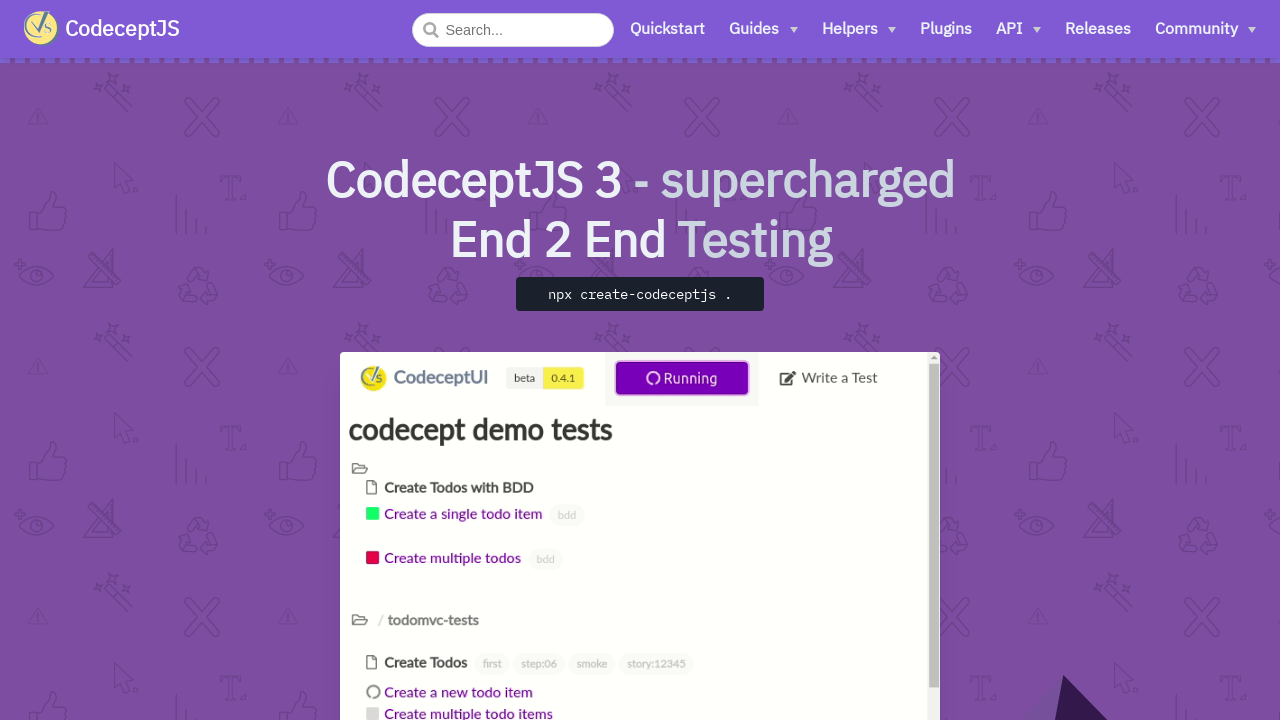 CodeceptJS
Search...
Quickstart
Guides
Helpers
Plugins
API
Releases
Community
CodeceptJS 3 - supercharged
End 2 End Testing
npx create-codeceptjs .
CodeceptUI
beta 0.4.1
Running
Write a Test
codecept demo tests
Create Todos with BDD
Create a single todo item bdd
Create multiple todos bdd
/ todomvc-tests
Create Todos first step:06 smoke story:12345
Create a new todo item
Create multiple todo items